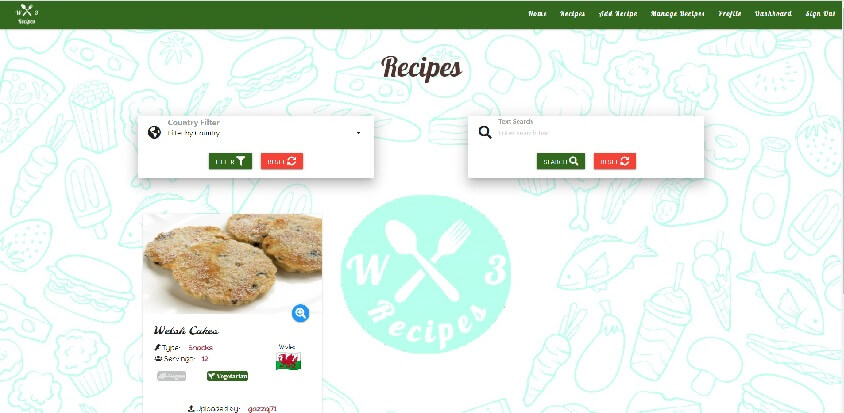 W 3
Recipes
Home Recipes Add Recipe Manage Recipes Profile Dashboard Sign Out
Recipes
Country Filter
Filter by Country
FILTER RESET
Text Search
Enter search text
SEARCH RESET
W 3
Recipes
Welsh Cakes
Type: Snacks
Servings: 12
Wales
Vegan Vegetarian
Uploaded by: gazzaj71